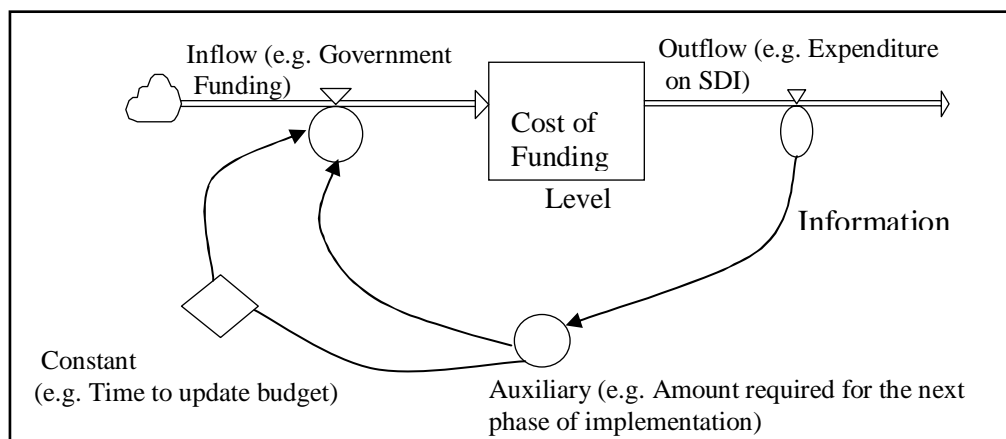 Inflow (e.g. Government
Funding)
Outflow (e.g. Expenditure
on SDI)
Cost of
Funding
Level
Information
Constant
(e.g. Time to update budget)
Auxiliary (e.g. Amount required for the next
phase of implementation)